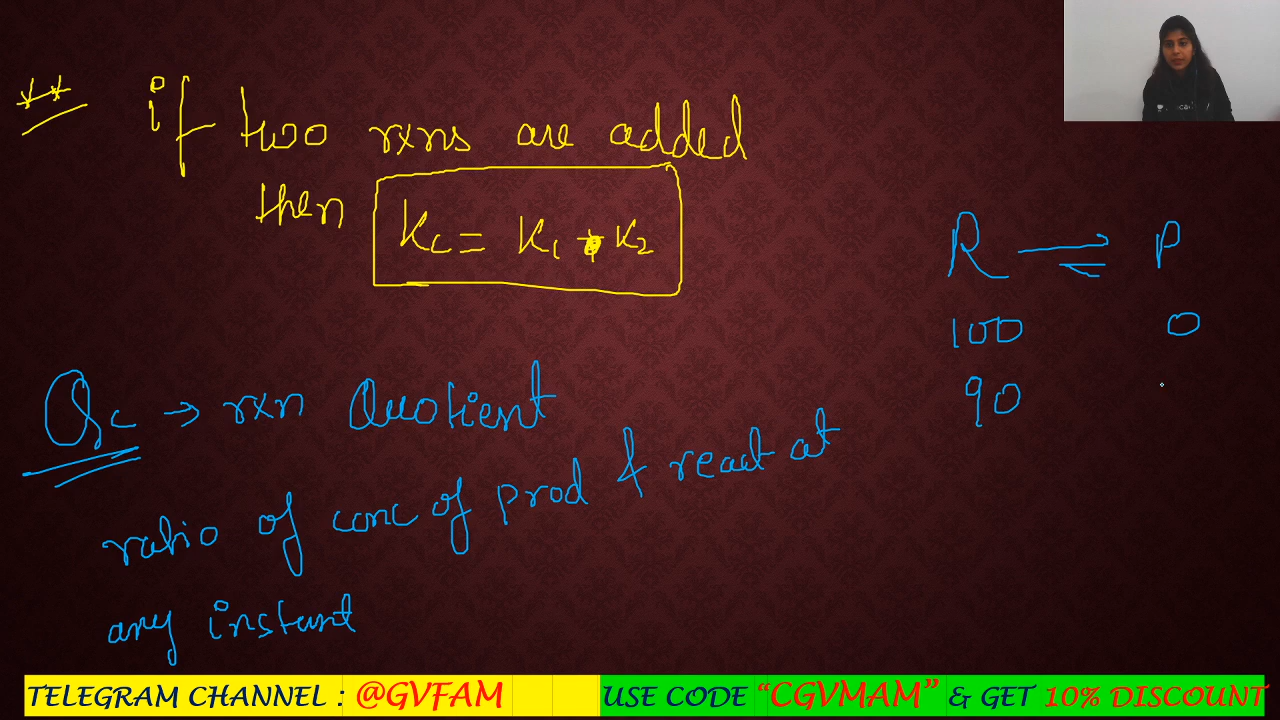 ** if two rxns are added
then Kc = K1 * K2
R ⇌ P
100 0
90
Qc → rxn Quotient
ratio of conc of prod & react at
any instant
TELEGRAM CHANNEL : @GVFAM USE CODE “CGVMAM” & GET 10% DISCOUNT